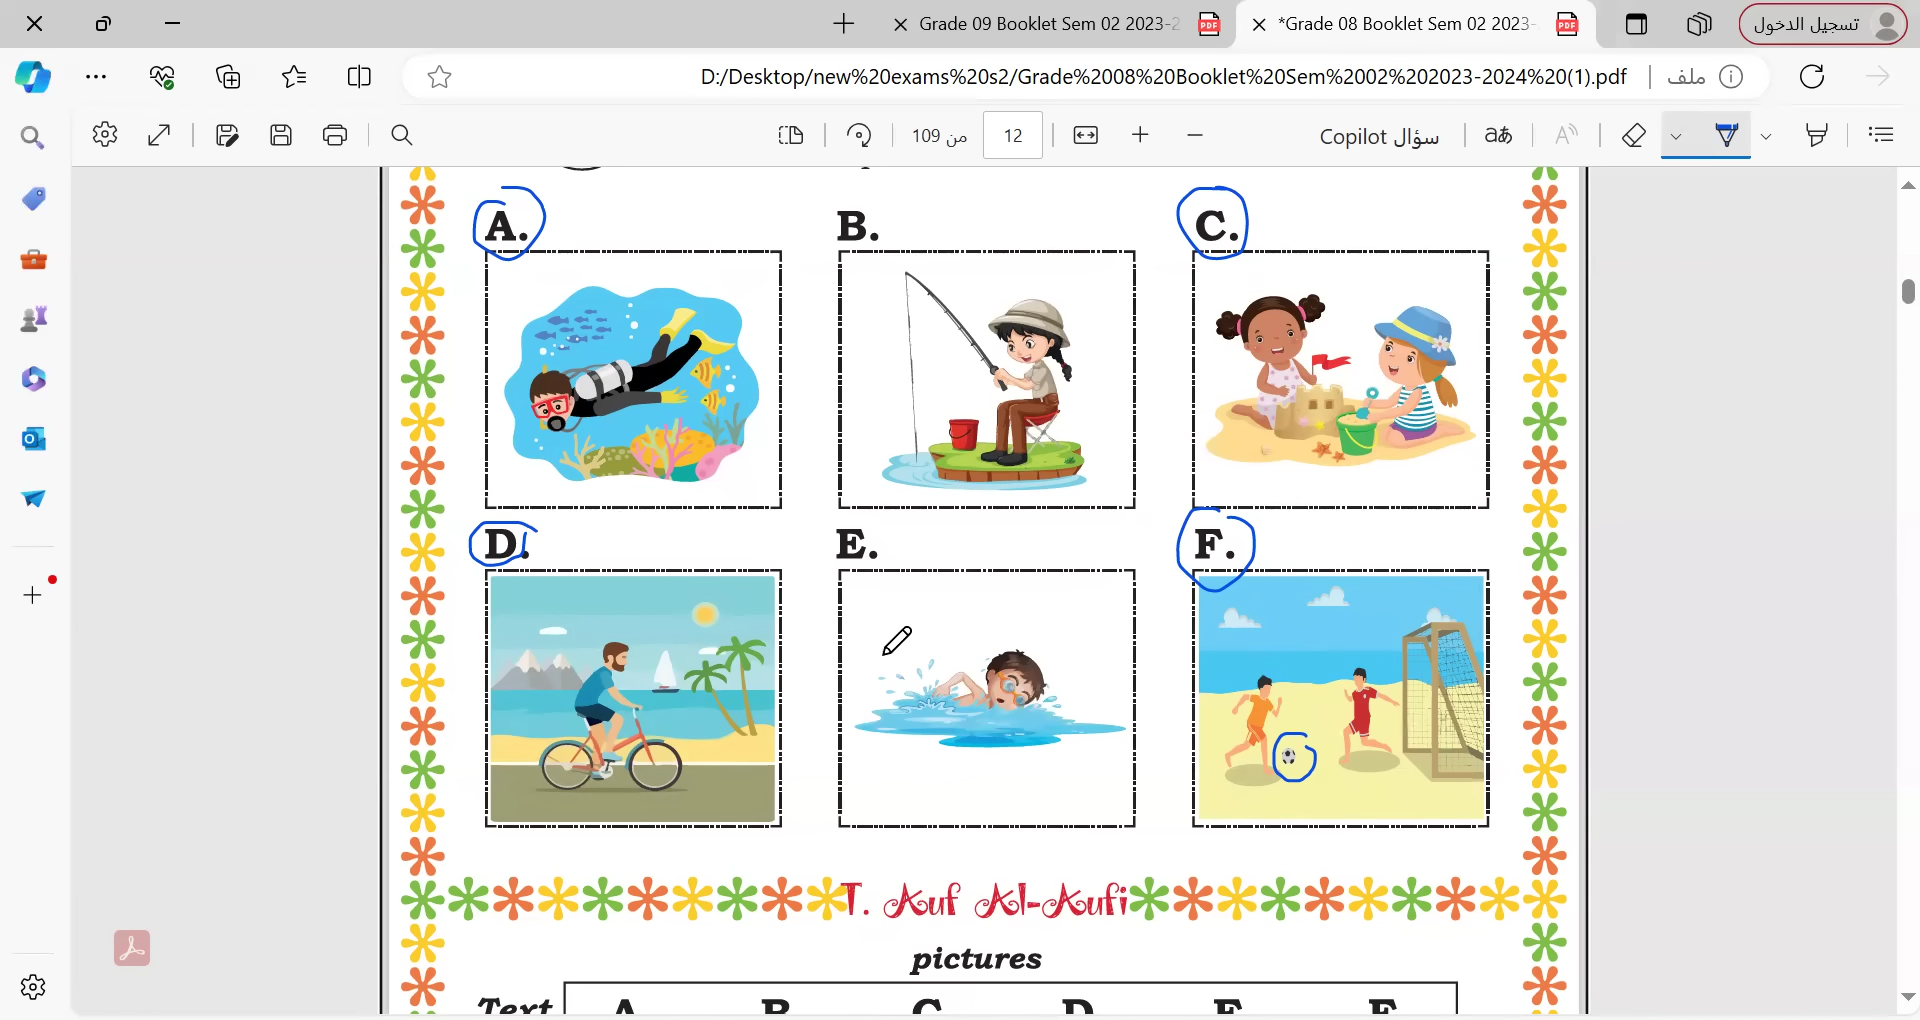 Grade 09 Booklet Sem 02 2023-2
*Grade 08 Booklet Sem 02 2023-
تسجيل الدخول
D:/Desktop/new%20exams%20s2/Grade%2008%20Booklet%20Sem%2002%202023-2024%20(1).pdf
ملف
من 109
12
سؤال Copilot
A. B. C.
D. E. F.
T. Auf Al-Aufi
pictures
Text A B C D E F